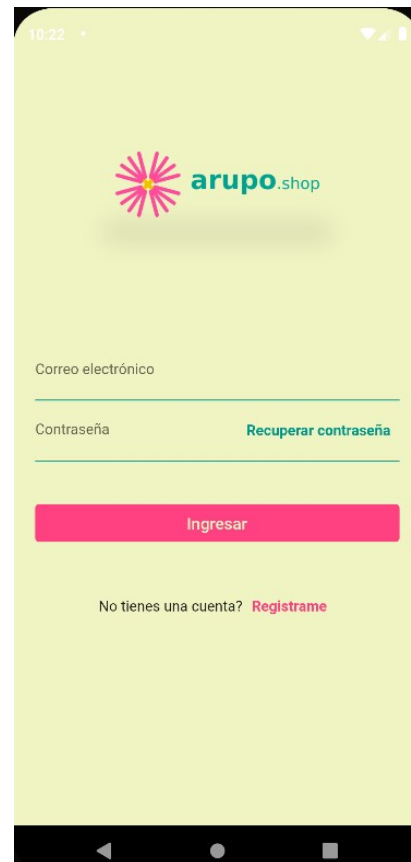 10:22
arupo.shop
Correo electrónico
Contraseña Recuperar contraseña
Ingresar
No tienes una cuenta? Registrame